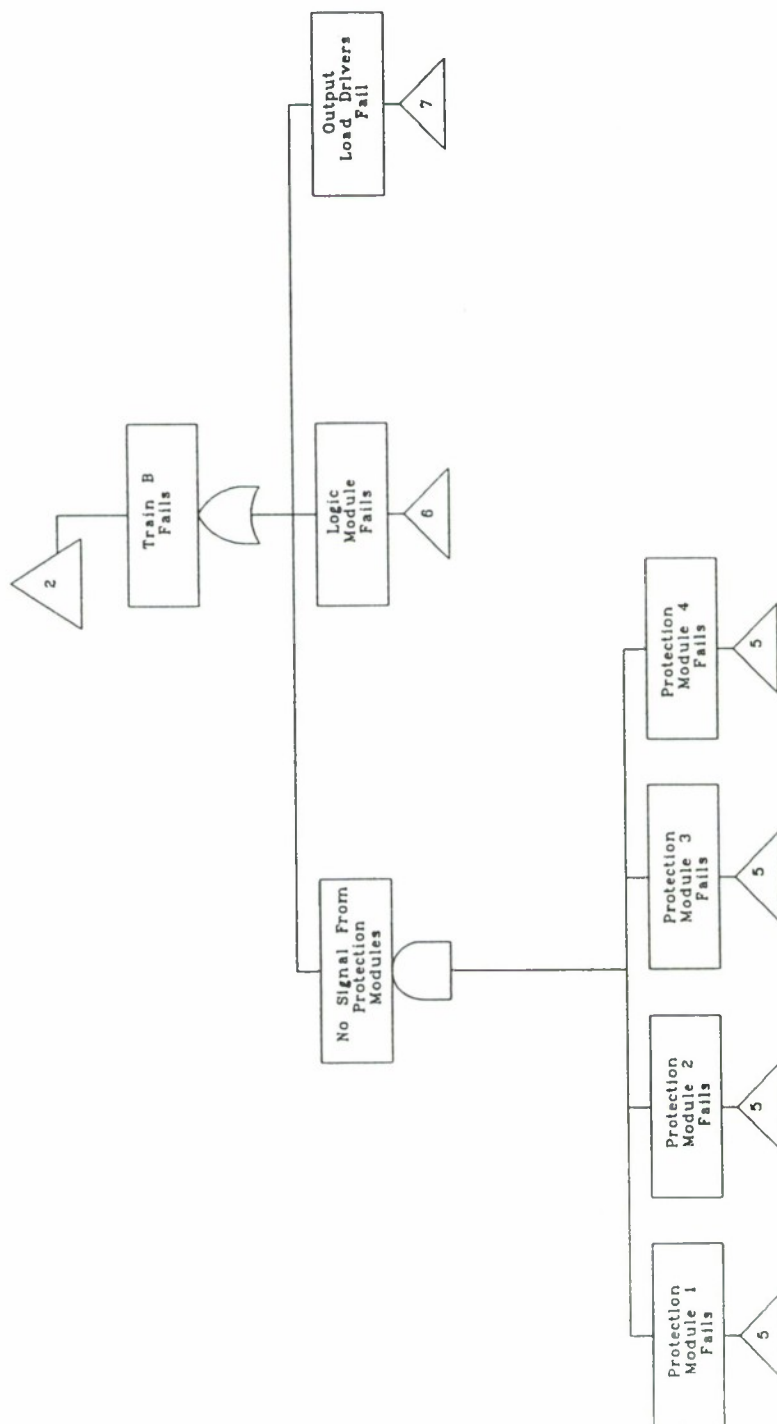 2
Train B
Fails
No Signal From
Protection
Modules
Logic
Module
Fails
6
Output
Load Drivers
Fail
7
Protection
Module 1
Fails
5
Protection
Module 2
Fails
5
Protection
Module 3
Fails
5
Protection
Module 4
Fails
5